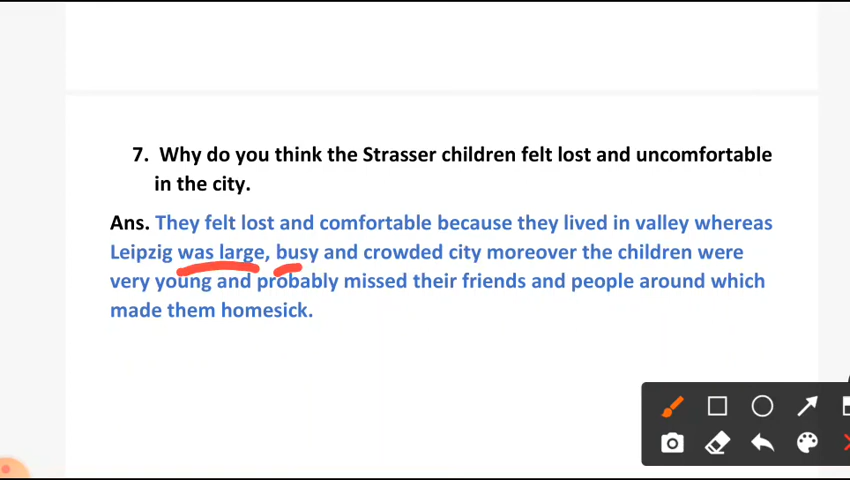 7. Why do you think the Strasser children felt lost and uncomfortable
in the city.
Ans. They felt lost and comfortable because they lived in valley whereas
Leipzig was large, busy and crowded city moreover the children were
very young and probably missed their friends and people around which
made them homesick.